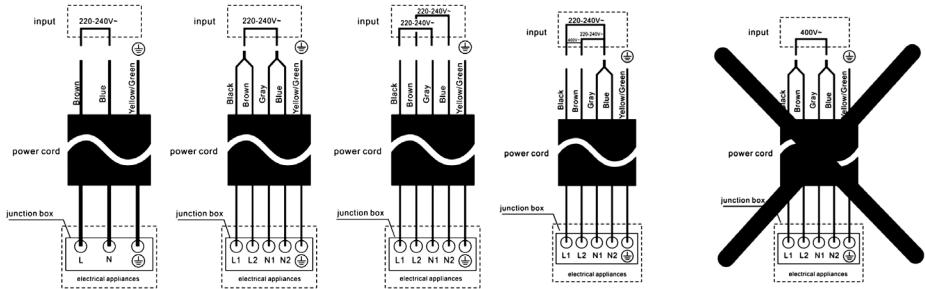 input
220-240V~
Brown
Blue
Yellow/Green
power cord
junction box
L
N
electrical appliances
input
220-240V~
Black
Brown
Gray
Blue
Yellow/Green
power cord
junction box
L1 L2 N1 N2
electrical appliances
input
220-240V~
220-240V~
Black
Brown
Gray
Blue
Yellow/Green
power cord
junction box
L1 L2 N1 N2
electrical appliances
input
220-240V~
400V~
220-240V~
Black
Brown
Gray
Blue
Yellow/Green
power cord
junction box
L1 L2 N1 N2
electrical appliances
input
400V~
Brown
Gray
Blue
Yellow/Green
power cord
junction box
L1 L2 N1 N2
electrical appliances